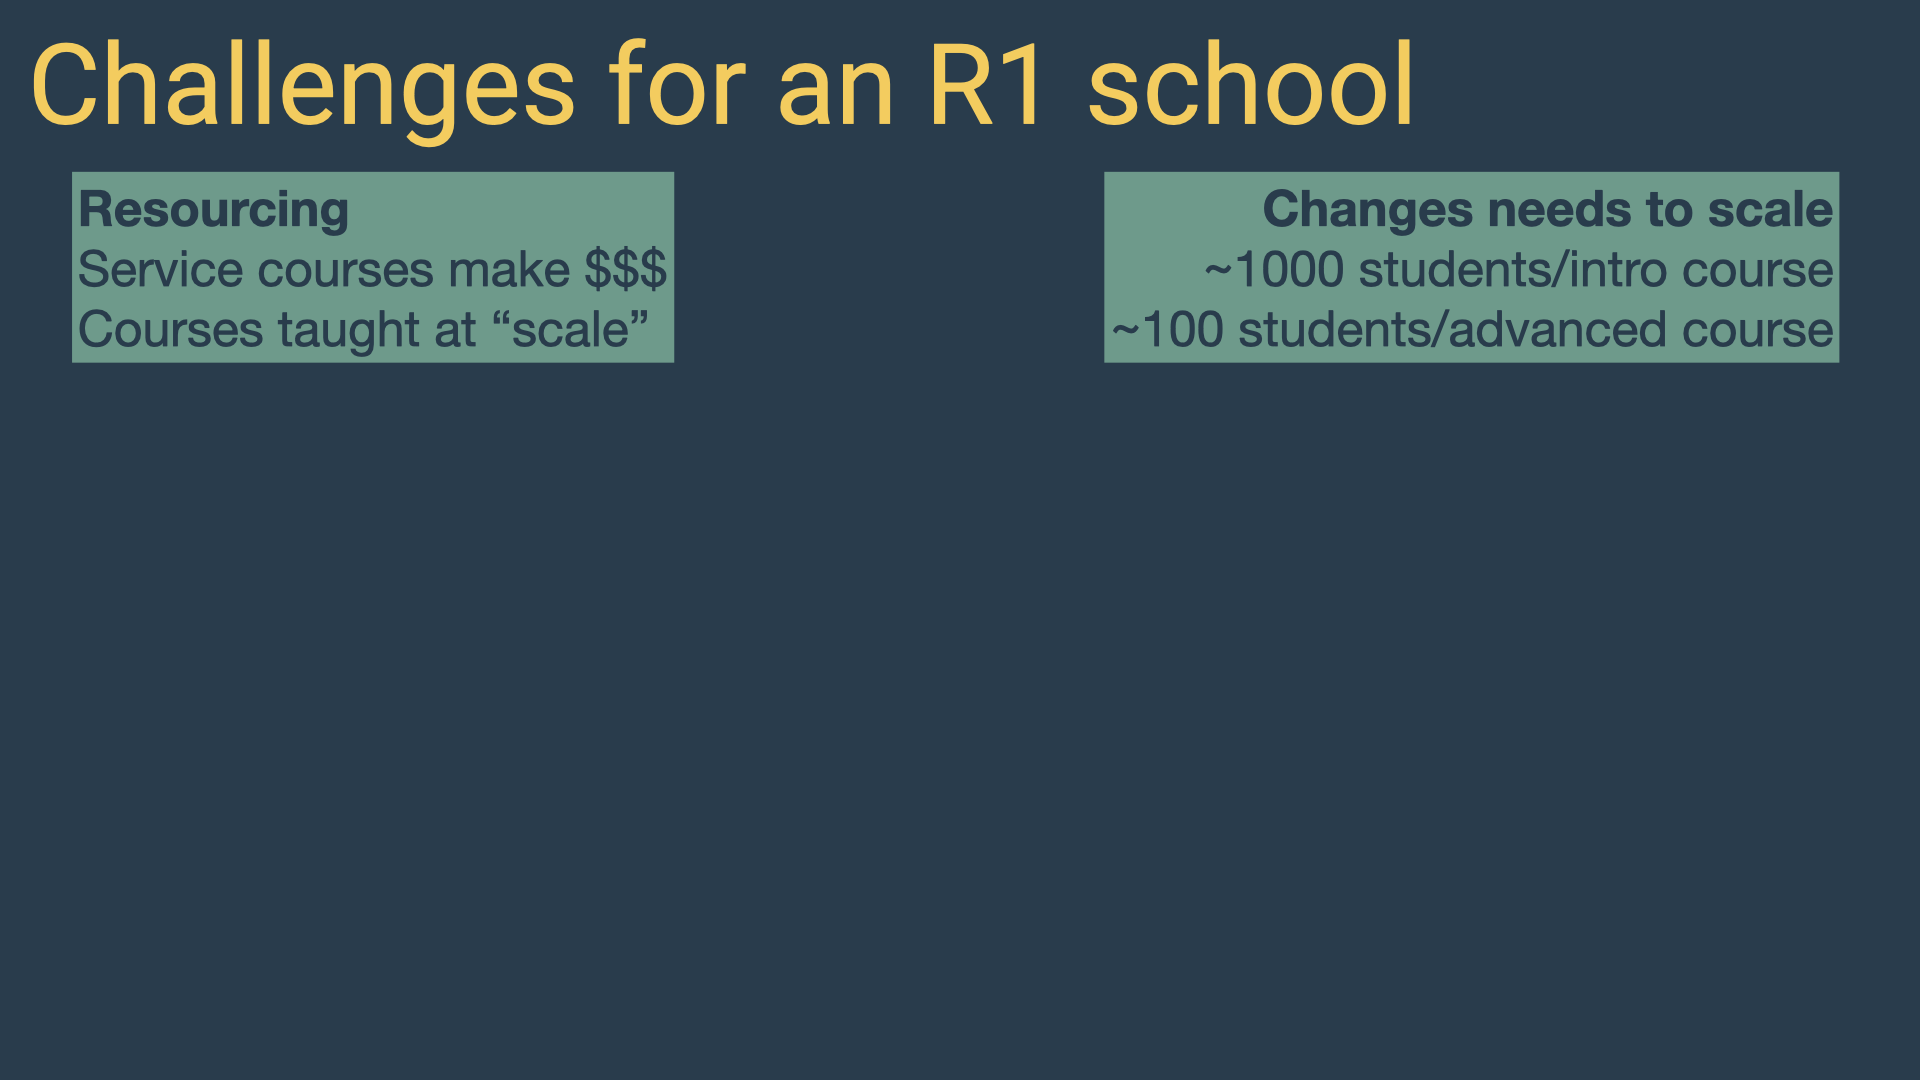 Challenges for an R1 school
Resourcing
Service courses make $$$
Courses taught at “scale”
Changes needs to scale
~1000 students/intro course
~100 students/advanced course